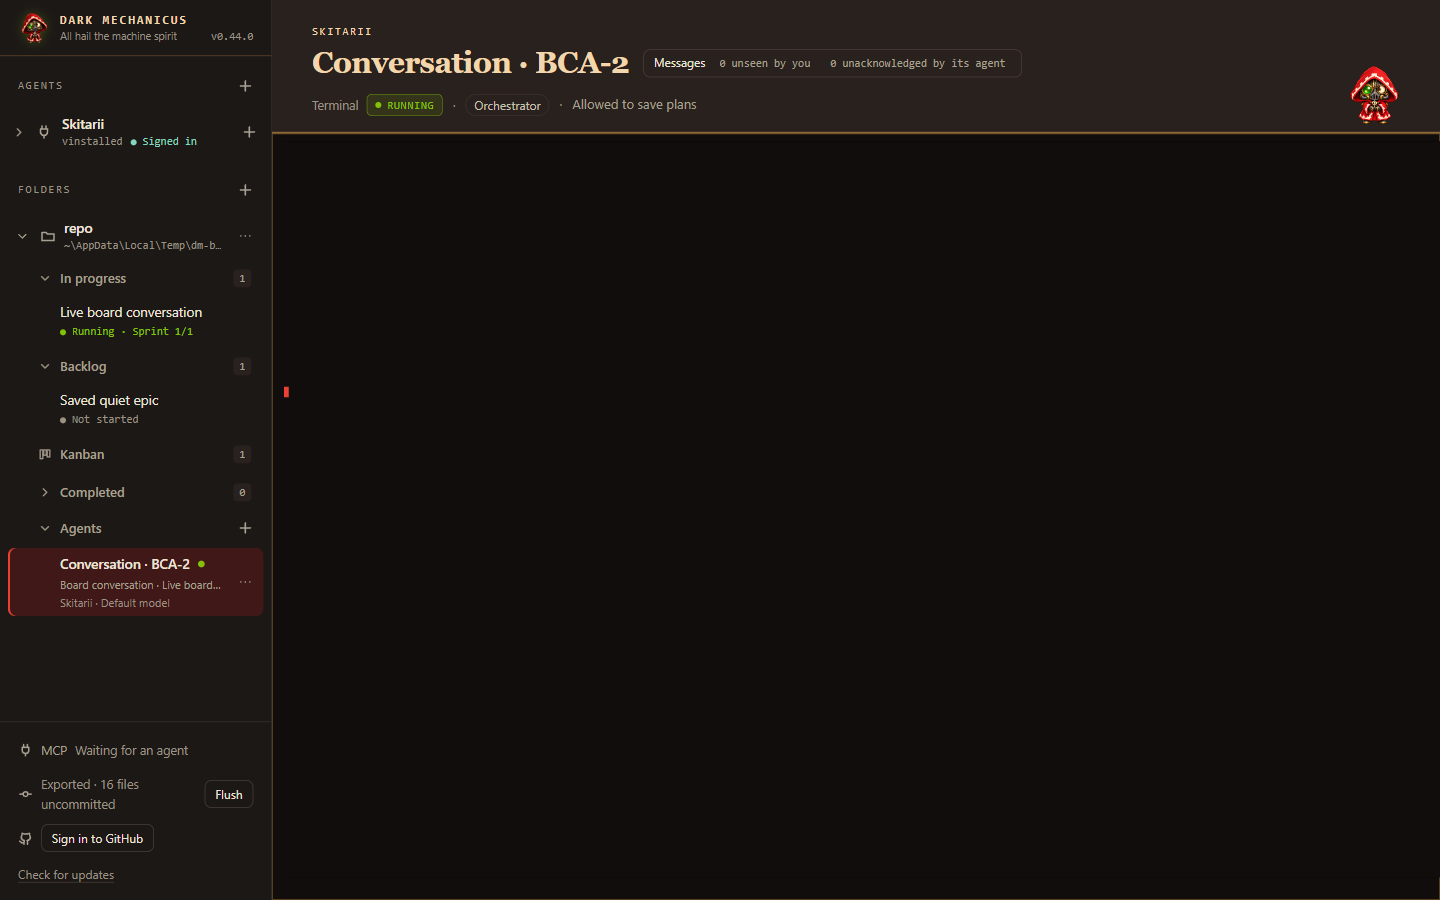 DARK MECHANICUS
All hail the machine spirit
v0.44.0
AGENTS
Skitarii
vinstalled
Signed in
FOLDERS
repo
~\AppData\Local\Temp\dm-b…
In progress
1
Live board conversation
Running · Sprint 1/1
Backlog
1
Saved quiet epic
Not started
Kanban
1
Completed
0
Agents
Conversation · BCA-2
Board conversation · Live board...
Skitarii · Default model
MCP Waiting for an agent
Exported · 16 files
uncommitted
Flush
Sign in to GitHub
Check for updates
SKITARII
Conversation · BCA-2
Messages 0 unseen by you 0 unacknowledged by its agent
Terminal RUNNING · Orchestrator · Allowed to save plans